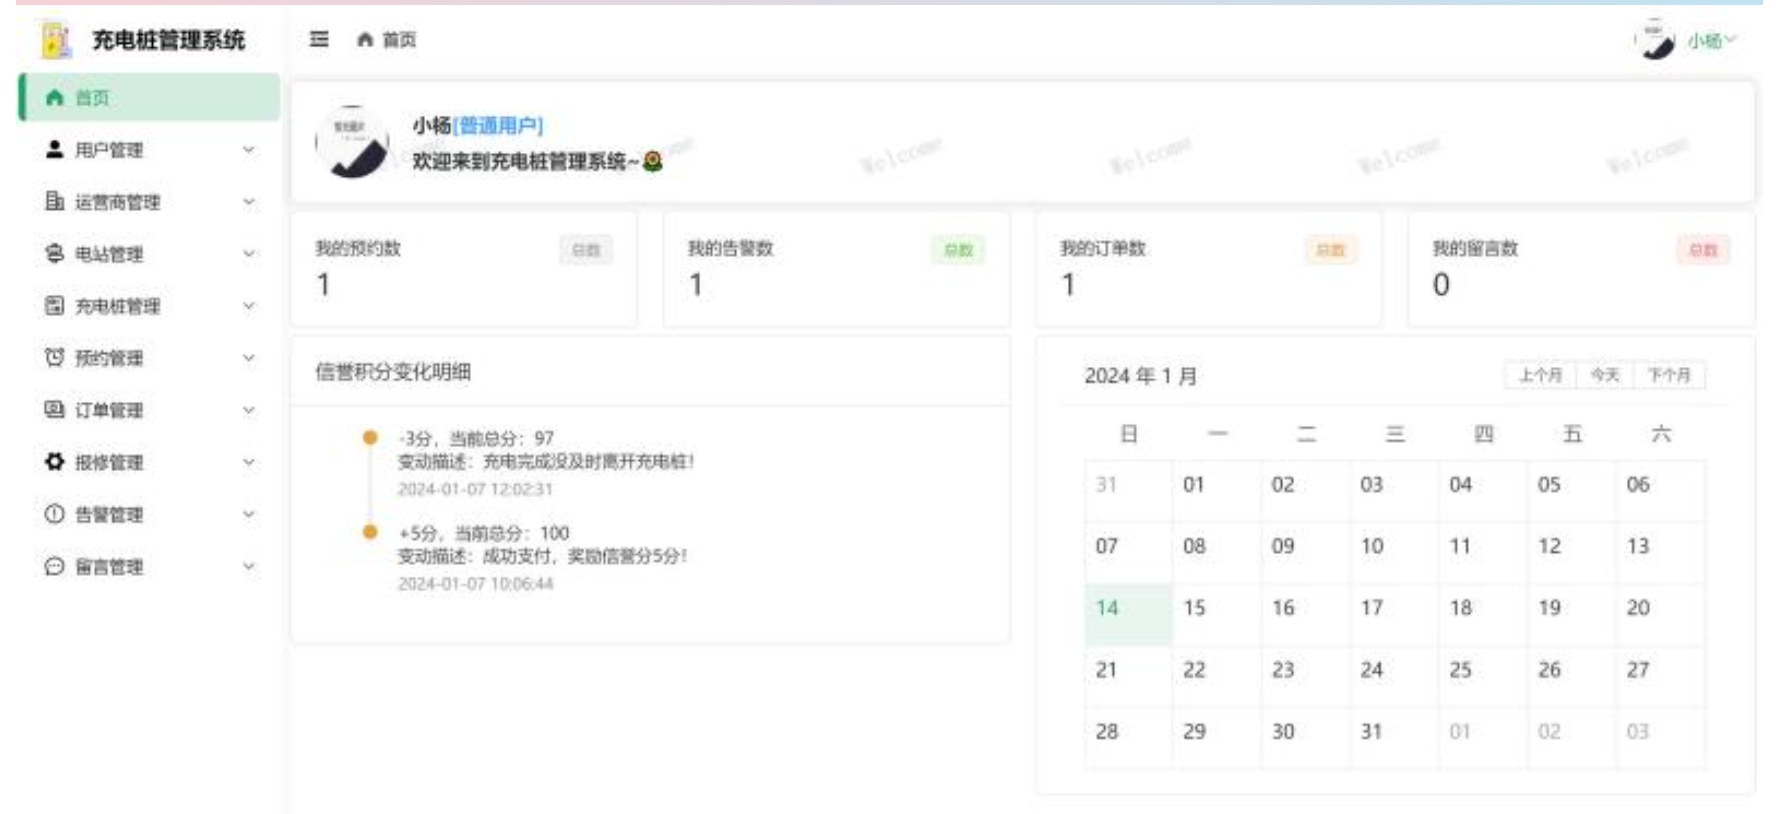 充电桩管理系统
首页
小杨
首页
用户管理
运营商管理
电站管理
充电桩管理
预约管理
订单管理
报修管理
告警管理
留言管理
小杨[普通用户]
欢迎来到充电桩管理系统~
Welcome Welcome Welcome Welcome
我的预约数 总数
1
我的告警数 总数
1
我的订单数 总数
1
我的留言数 总数
0
信誉积分变化明细
-3分，当前总分：97
变动描述：充电完成没及时离开充电桩！
2024-01-07 12:02:31
+5分，当前总分：100
变动描述：成功支付，奖励信誉分5分！
2024-01-07 10:06:44
2024 年 1 月
上个月 今天 下个月
日 一 二 三 四 五 六
31 01 02 03 04 05 06
07 08 09 10 11 12 13
14 15 16 17 18 19 20
21 22 23 24 25 26 27
28 29 30 31 01 02 03